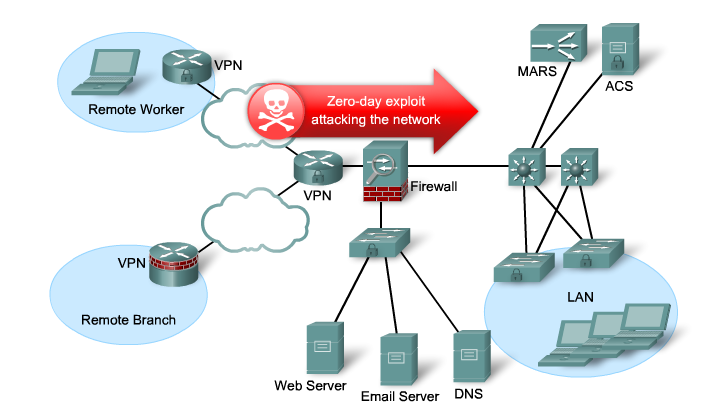 MARS
ACS
VPN
Remote Worker
Zero-day exploit
attacking the network
VPN
Firewall
VPN
Remote Branch
LAN
Web Server
Email Server
DNS